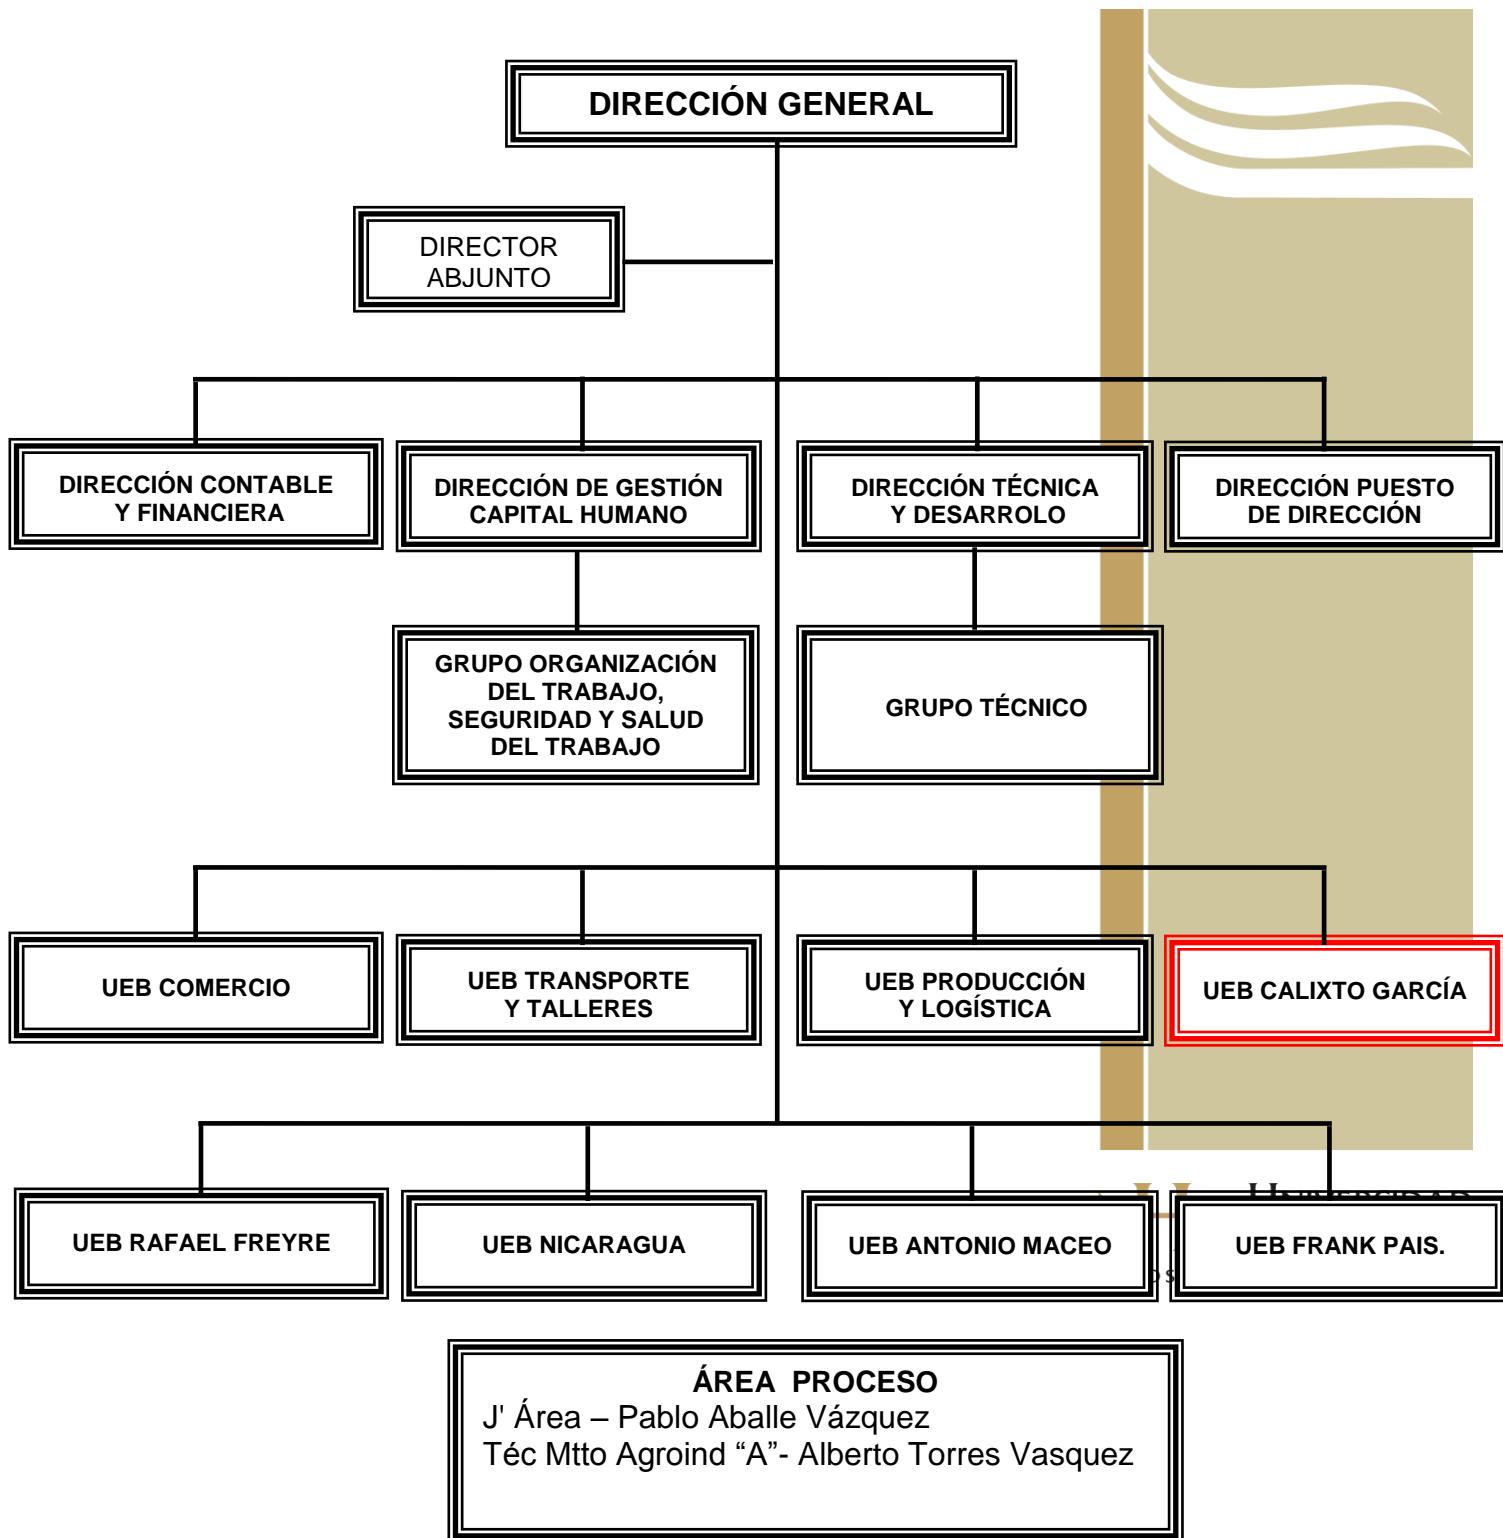 DIRECCIÓN GENERAL
DIRECTOR
ABJUNTO
DIRECCIÓN CONTABLE
Y FINANCIERA
DIRECCIÓN DE GESTIÓN
CAPITAL HUMANO
DIRECCIÓN TÉCNICA
Y DESARROLO
DIRECCIÓN PUESTO
DE DIRECCIÓN
GRUPO ORGANIZACIÓN
DEL TRABAJO,
SEGURIDAD Y SALUD
DEL TRABAJO
GRUPO TÉCNICO
UEB COMERCIO
UEB TRANSPORTE
Y TALLERES
UEB PRODUCCIÓN
Y LOGÍSTICA
UEB CALIXTO GARCÍA
UNIVERSIDAD
UEB RAFAEL FREYRE
UEB NICARAGUA
UEB ANTONIO MACEO
UEB FRANK PAIS.
ÁREA PROCESO
J' Área – Pablo Aballe Vázquez
Téc Mtto Agroind “A”- Alberto Torres Vasquez